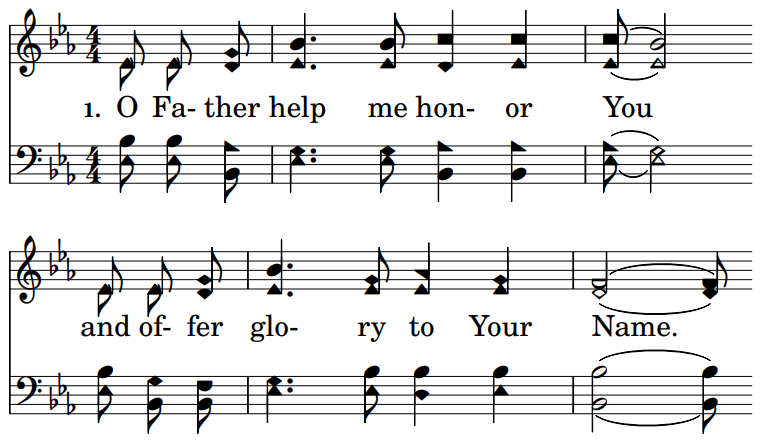 1. O Fa- ther help me hon- or You
and of- fer glo- ry to Your Name.